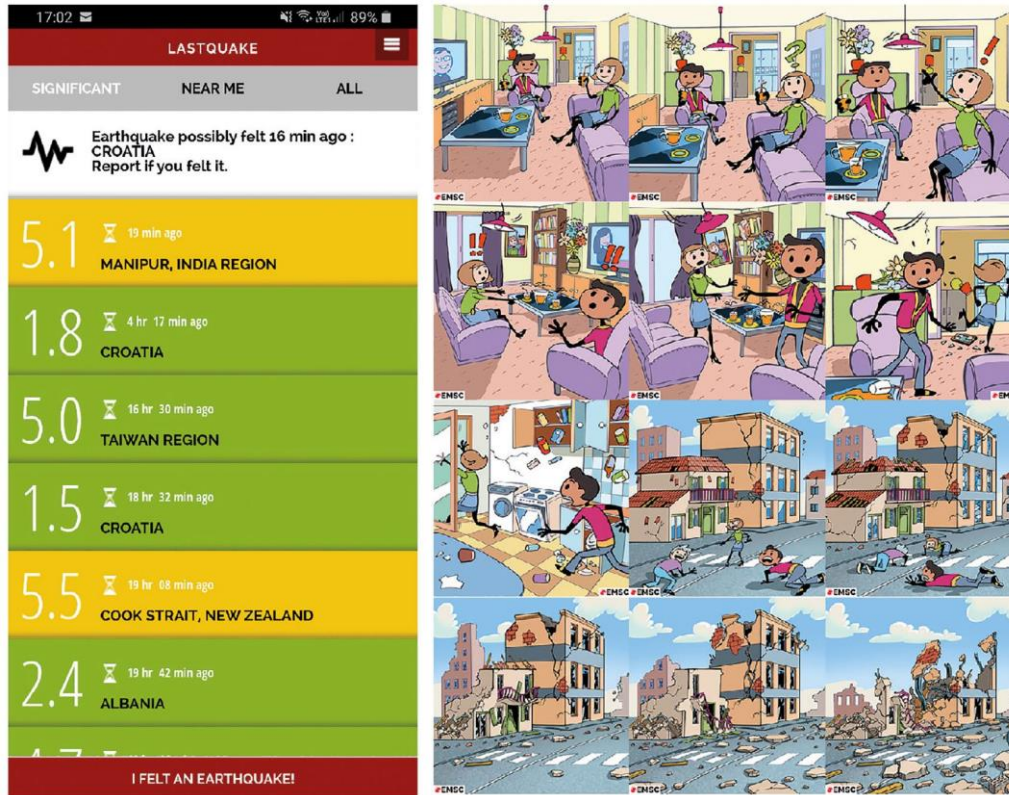 17:02 89%
LASTQUAKE
SIGNIFICANT NEAR ME ALL
Earthquake possibly felt 16 min ago :
CROATIA
Report if you felt it.
5.1 19 min ago
MANIPUR, INDIA REGION
1.8 4 hr 17 min ago
CROATIA
5.0 16 hr 30 min ago
TAIWAN REGION
1.5 18 hr 32 min ago
CROATIA
5.5 19 hr 08 min ago
COOK STRAIT, NEW ZEALAND
2.4 19 hr 42 min ago
ALBANIA
I FELT AN EARTHQUAKE!
?
!
EMSC EMSC EMSC
!! !!
EMSC EMSC
EMSC EMSC EMSC
EMSC EMSC EMSC